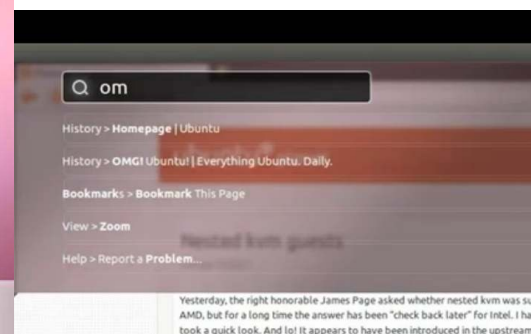 om
History > Homepage | Ubuntu
History > OMG! Ubuntu! | Everything Ubuntu. Daily.
Bookmarks > Bookmark This Page
View > Zoom
Nested kvm guests
Help > Report a Problem...
Yesterday, the right honorable James Page asked whether nested kvm was su
AMD, but for a long time the answer has been "check back later" for Intel. I ha
took a quick look. And lo! It appears to have been introduced in the upstream